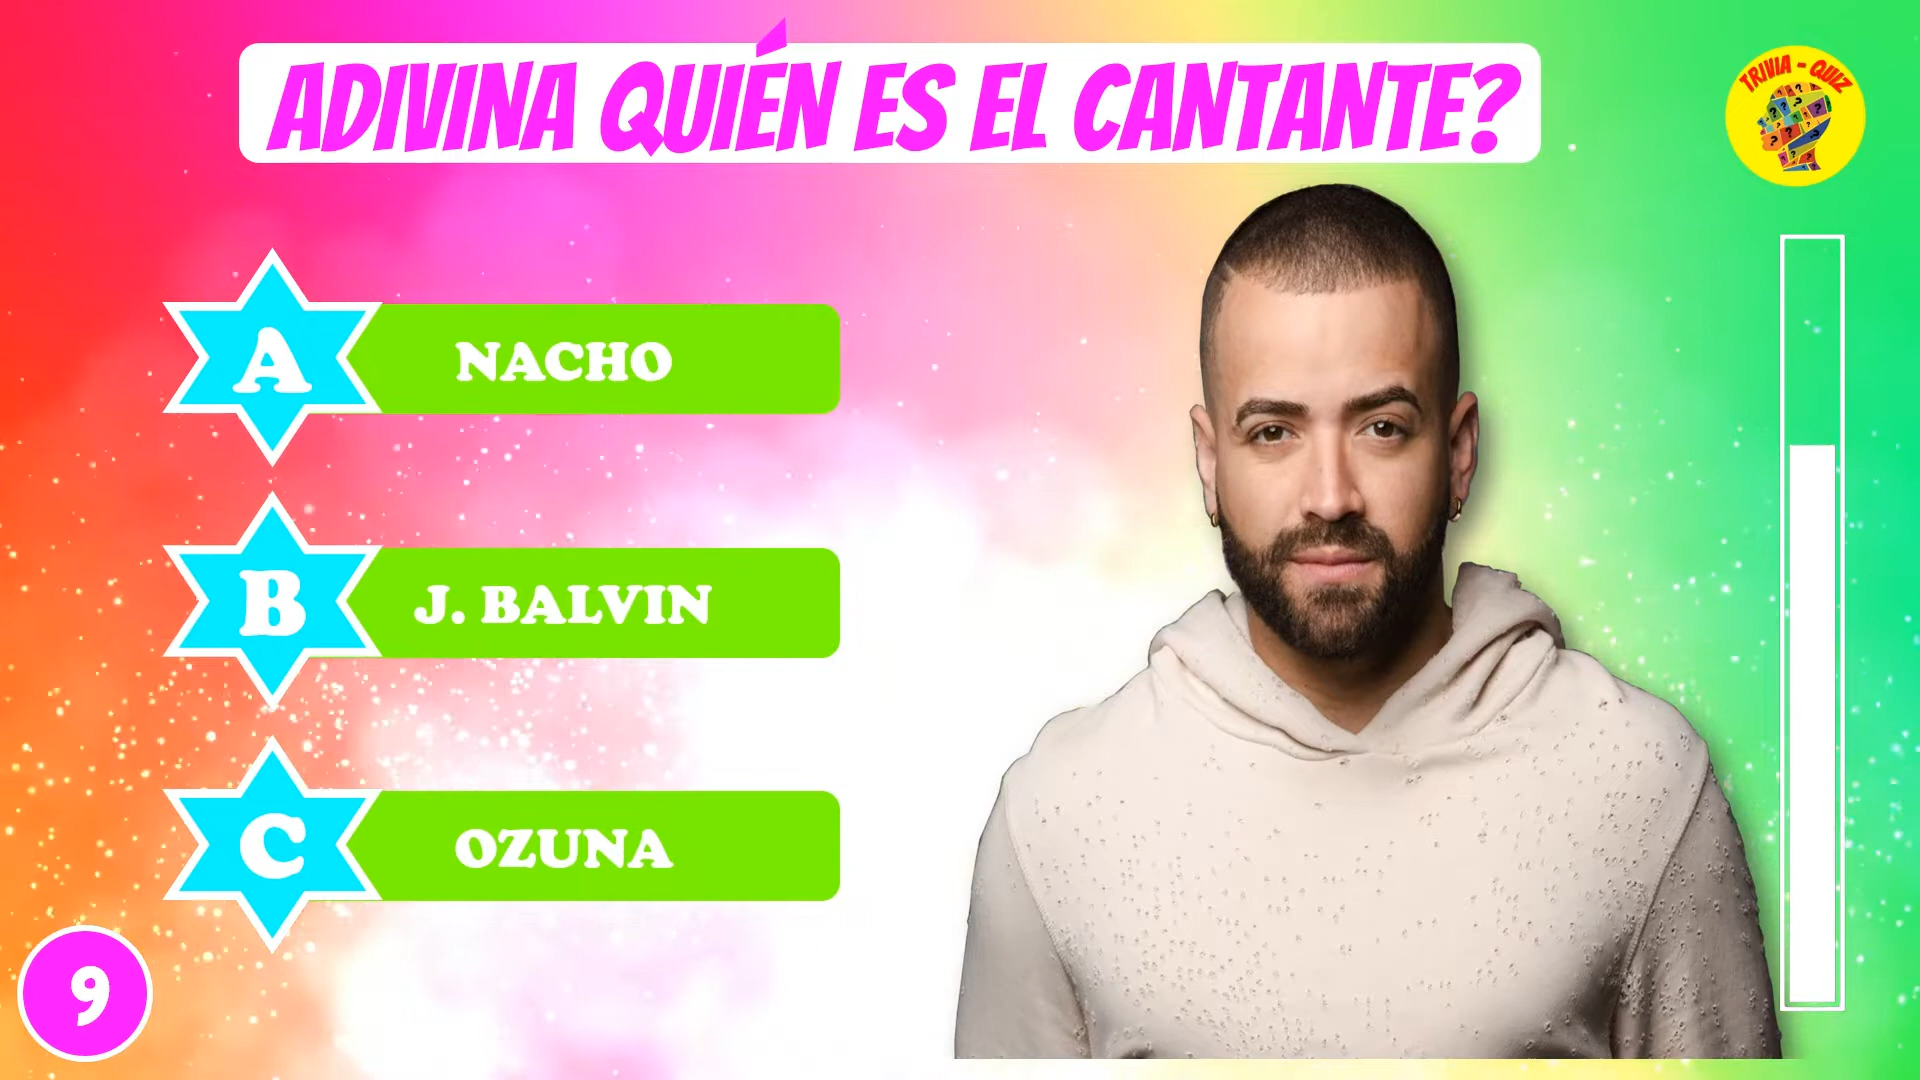 ADIVINA QUIÉN ES EL CANTANTE?
TRIVIA - QUIZ
A NACHO
B J. BALVIN
C OZUNA
9